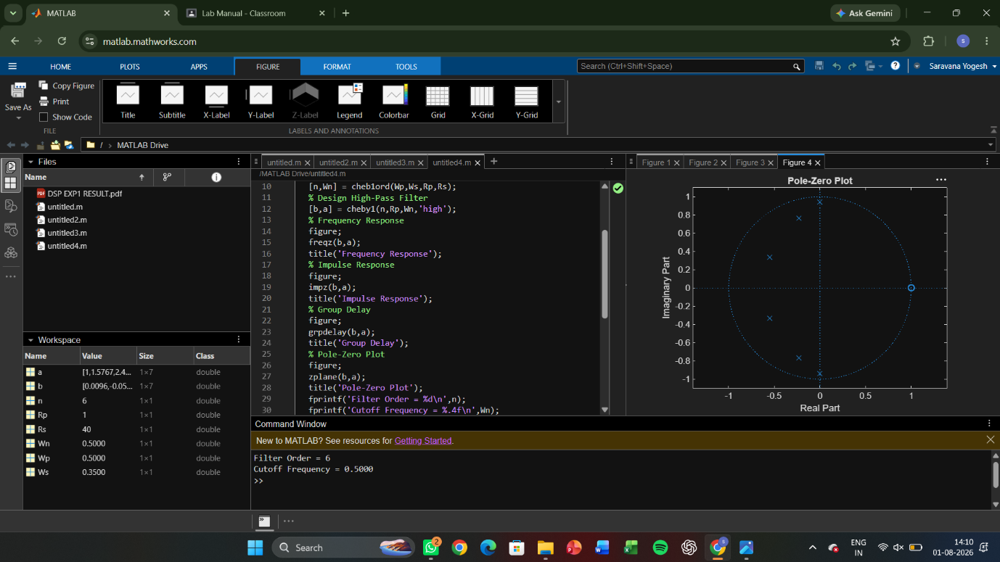 MATLAB
Lab Manual - Classroom
Ask Gemini
matlab.mathworks.com
S
HOME
PLOTS
APPS
FIGURE
FORMAT
TOOLS
Search (Ctrl+Shift+Space)
Saravana Yogesh
Save As
Copy Figure
Print
Show Code
FILE
Title
Subtitle
X-Label
Y-Label
Z-Label
Legend
Colorbar
Grid
X-Grid
Y-Grid
LABELS AND ANNOTATIONS
/ > MATLAB Drive
Files
Name
PDF DSP EXP1 RESULT.pdf
untitled.m
untitled2.m
untitled3.m
untitled4.m
Workspace
Name Value Size Class
a [1,1.5767,2.4... 1×7 double
b [0.0096,-0.05... 1×7 double
n 6 1×1 double
Rp 1 1×1 double
Rs 40 1×1 double
Wn 0.5000 1×1 double
Wp 0.5000 1×1 double
Ws 0.3500 1×1 double
untitled.m untitled2.m untitled3.m untitled4.m
/MATLAB Drive/untitled4.m
10 [n,Wn] = cheb1ord(Wp,Ws,Rp,Rs);
11 % Design High-Pass Filter
12 [b,a] = cheby1(n,Rp,Wn,'high');
13 % Frequency Response
14 figure;
15 freqz(b,a);
16 title('Frequency Response');
17 % Impulse Response
18 figure;
19 impz(b,a);
20 title('Impulse Response');
21 % Group Delay
22 figure;
23 grpdelay(b,a);
24 title('Group Delay');
25 % Pole-Zero Plot
26 figure;
27 zplane(b,a);
28 title('Pole-Zero Plot');
29 fprintf('Filter Order = %d\n',n);
30 fprintf('Cutoff Frequency = %.4f\n',Wn);
Figure 1 Figure 2 Figure 3 Figure 4
Pole-Zero Plot
1
0.8
0.6
0.4
0.2
0
-0.2
-0.4
-0.6
-0.8
-1
Imaginary Part
-1 -0.5 0 0.5 1
Real Part
Command Window
New to MATLAB? See resources for Getting Started.
Filter Order = 6
Cutoff Frequency = 0.5000
>>
Search
2
ENG
IN
14:10
01-08-2026